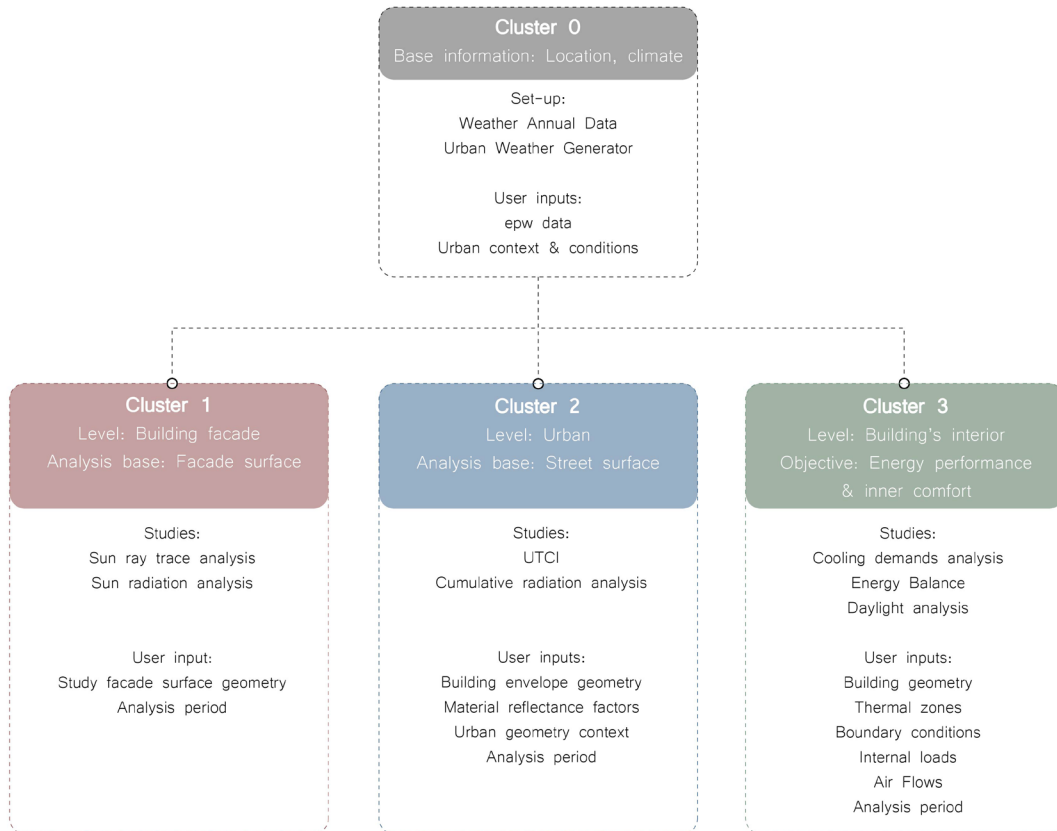 Cluster 0
Base information: Location, climate
Set-up:
Weather Annual Data
Urban Weather Generator
User inputs:
epw data
Urban context & conditions
Cluster 1
Level: Building facade
Analysis base: Facade surface
Studies:
Sun ray trace analysis
Sun radiation analysis
User input:
Study facade surface geometry
Analysis period
Cluster 2
Level: Urban
Analysis base: Street surface
Studies:
UTCI
Cumulative radiation analysis
User inputs:
Building envelope geometry
Material reflectance factors
Urban geometry context
Analysis period
Cluster 3
Level: Building's interior
Objective: Energy performance
& inner comfort
Studies:
Cooling demands analysis
Energy Balance
Daylight analysis
User inputs:
Building geometry
Thermal zones
Boundary conditions
Internal loads
Air Flows
Analysis period